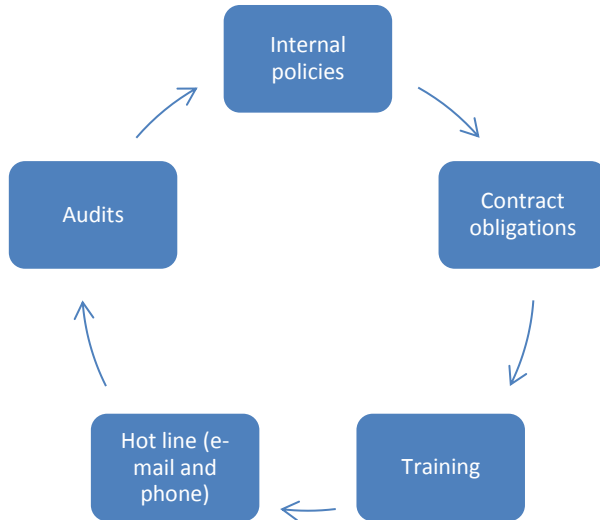 Internal
policies
Contract
obligations
Training
Hot line (e-
mail and
phone)
Audits